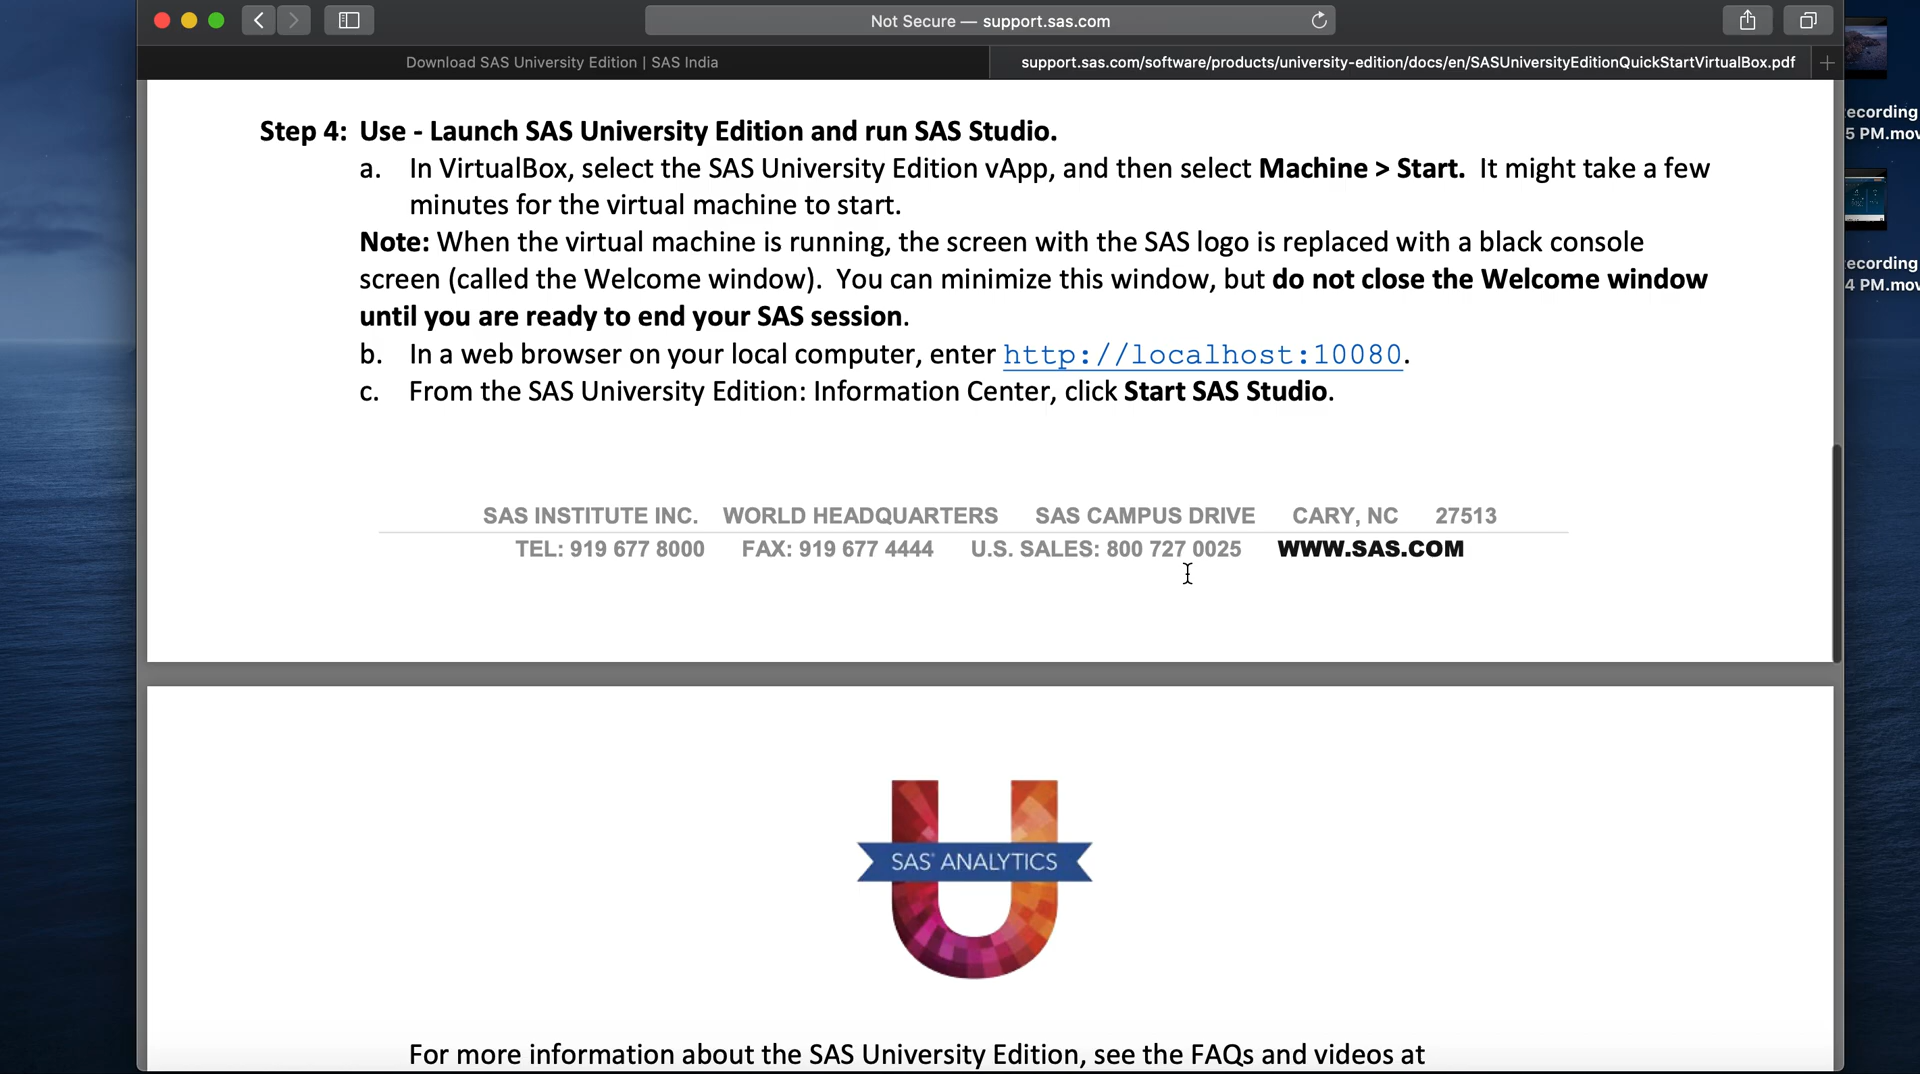 Not Secure — support.sas.com
Download SAS University Edition | SAS India
support.sas.com/software/products/university-edition/docs/en/SASUniversityEditionQuickStartVirtualBox.pdf
ecording
5 PM.mov
ecording
4 PM.mov
Step 4: Use - Launch SAS University Edition and run SAS Studio.
a. In VirtualBox, select the SAS University Edition vApp, and then select Machine > Start. It might take a few
minutes for the virtual machine to start.
Note: When the virtual machine is running, the screen with the SAS logo is replaced with a black console
screen (called the Welcome window). You can minimize this window, but do not close the Welcome window
until you are ready to end your SAS session.
b. In a web browser on your local computer, enter http://localhost:10080.
c. From the SAS University Edition: Information Center, click Start SAS Studio.
SAS INSTITUTE INC. WORLD HEADQUARTERS SAS CAMPUS DRIVE CARY, NC 27513
TEL: 919 677 8000 FAX: 919 677 4444 U.S. SALES: 800 727 0025 WWW.SAS.COM
SAS® ANALYTICS
For more information about the SAS University Edition, see the FAQs and videos at